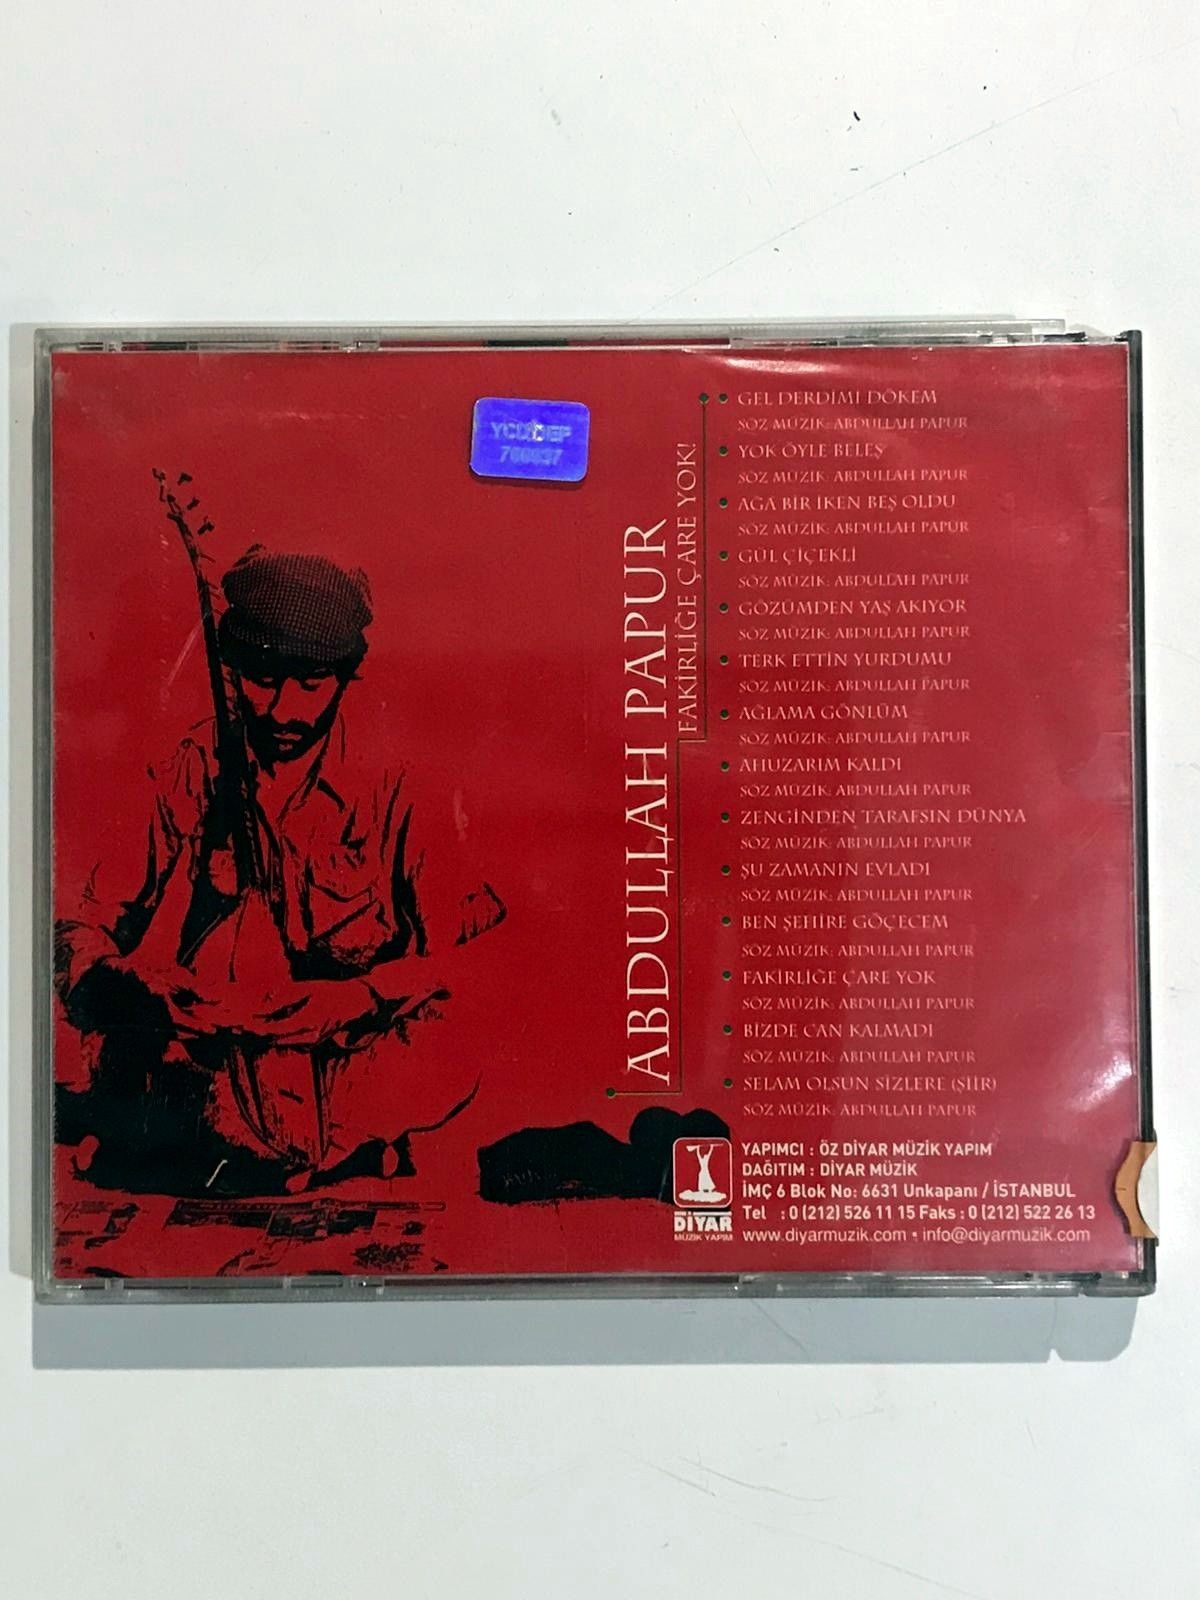 YCD/DEP
ABDULLAH PAPUR
FAKİRLİĞE ÇARE YOK!
GEL DERDİMİ DÖKEM
SÖZ MÜZİK: ABDULLAH PAPUR
YOK ÖYLE BELEŞ
SÖZ MÜZİK: ABDULLAH PAPUR
AĞA BİR İKEN BEŞ OLDU
SÖZ MÜZİK: ABDULLAH PAPUR
GÜL ÇİÇEKLİ
SÖZ MÜZİK: ABDULLAH PAPUR
GÖZÜMDEN YAŞ AKIYOR
SÖZ MÜZİK: ABDULLAH PAPUR
TERK ETTİN YURDUMU
SÖZ MÜZİK: ABDULLAH PAPUR
AĞLAMA GÖNLÜM
SÖZ MÜZİK: ABDULLAH PAPUR
AHUZARIM KALDI
SÖZ MÜZİK: ABDULLAH PAPUR
ZENGİNDEN TARAFSIN DÜNYA
SÖZ MÜZİK: ABDULLAH PAPUR
ŞU ZAMANIN EVLADI
SÖZ MÜZİK: ABDULLAH PAPUR
BEN ŞEHİRE GÖÇECEM
SÖZ MÜZİK: ABDULLAH PAPUR
FAKİRLİĞE ÇARE YOK
SÖZ MÜZİK: ABDULLAH PAPUR
BİZDE CAN KALMADI
SÖZ MÜZİK: ABDULLAH PAPUR
SELAM OLSUN SİZLERE (ŞİİR)
SÖZ MÜZİK: ABDULLAH PAPUR
DİYAR
MÜZİK YAPIM
YAPIMCI : ÖZ DİYAR MÜZİK YAPIM
DAĞITIM : DİYAR MÜZİK
İMÇ 6 Blok No: 6631 Unkapanı / İSTANBUL
Tel : 0 (212) 526 11 15 Faks : 0 (212) 522 26 13
www.diyarmuzik.com • info@diyarmuzik.com